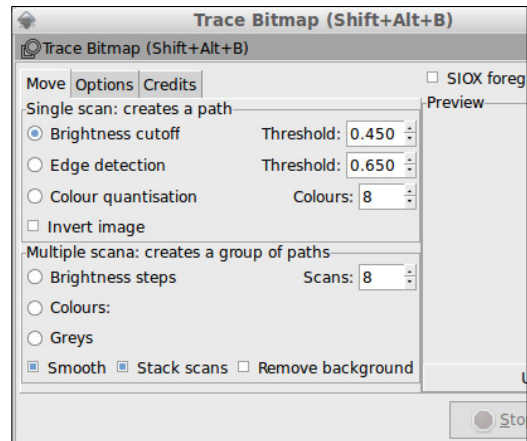 Trace Bitmap (Shift+Alt+B)
Trace Bitmap (Shift+Alt+B)
Move Options Credits
SIOX foreg
Single scan: creates a path
Preview
Brightness cutoff Threshold: 0.450
Edge detection Threshold: 0.650
Colour quantisation Colours: 8
Invert image
Multiple scana: creates a group of paths
Brightness steps Scans: 8
Colours:
Greys
Smooth Stack scans Remove background
U
Sto